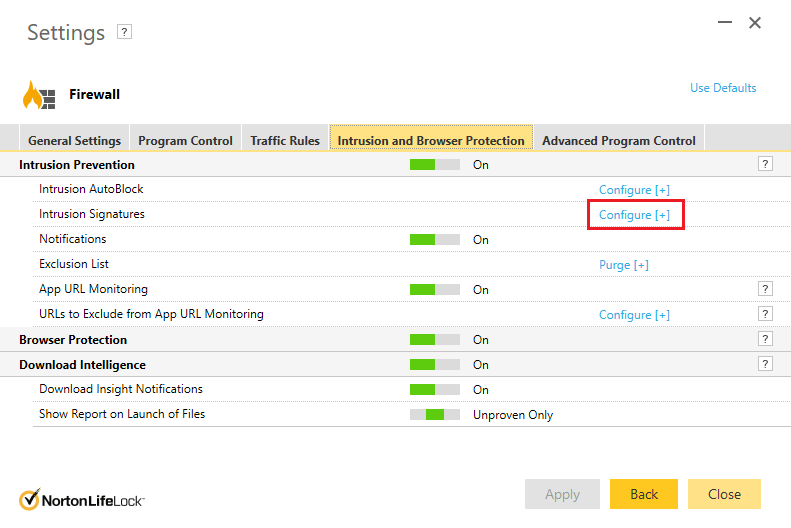 Settings ?
Firewall
Use Defaults
General Settings Program Control Traffic Rules Intrusion and Browser Protection Advanced Program Control
Intrusion Prevention On ?
Intrusion AutoBlock Configure [+]
Intrusion Signatures Configure [+]
Notifications On
Exclusion List Purge [+]
App URL Monitoring On ?
URLs to Exclude from App URL Monitoring Configure [+] ?
Browser Protection On ?
Download Intelligence On ?
Download Insight Notifications On
Show Report on Launch of Files Unproven Only
NortonLifeLock Apply Back Close